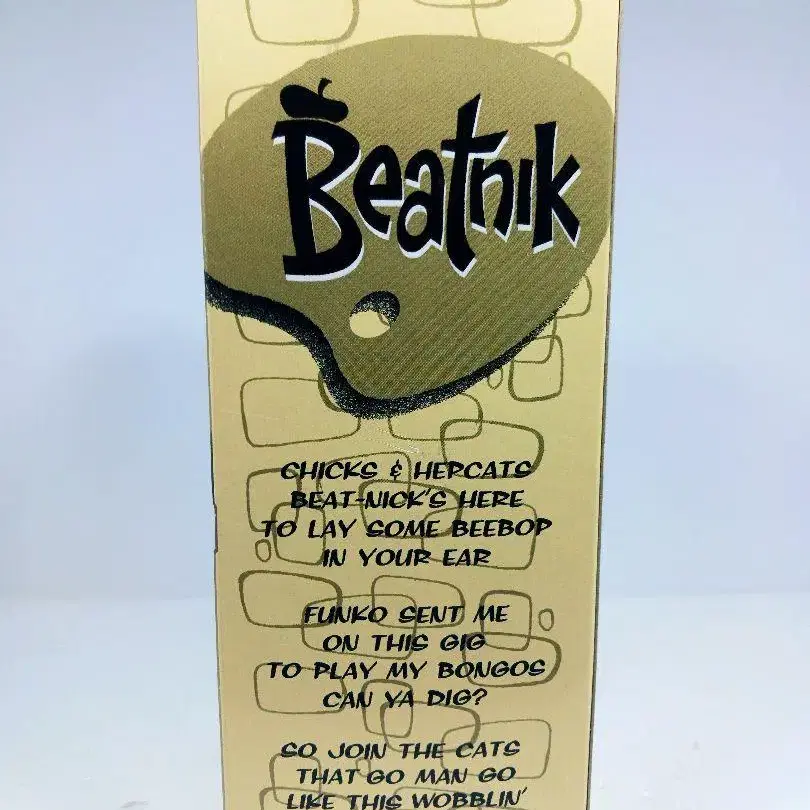 Beatnik
CHICKS & HEPCATS
BEAT-NICK'S HERE
TO LAY SOME BEEBOP
IN YOUR EAR
FUNKO SENT ME
ON THIS GIG
TO PLAY MY BONGOS
CAN YA DIG?
SO JOIN THE CATS
THAT GO MAN GO
LIKE THIS WOBBLIN'